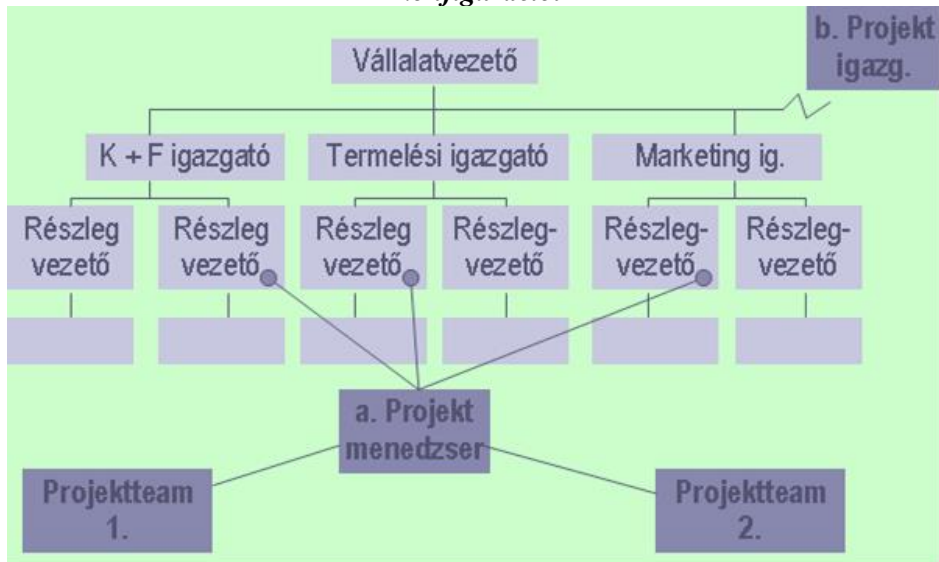 b. Projekt
igazg.
Vállalatvezető
K + F igazgató
Termelési igazgató
Marketing ig.
Részleg
vezető
Részleg
vezető
Részleg
vezető
Részleg-
vezető
Részleg-
vezető
Részleg-
vezető
a. Projekt
menedzser
Projektteam
1.
Projektteam
2.